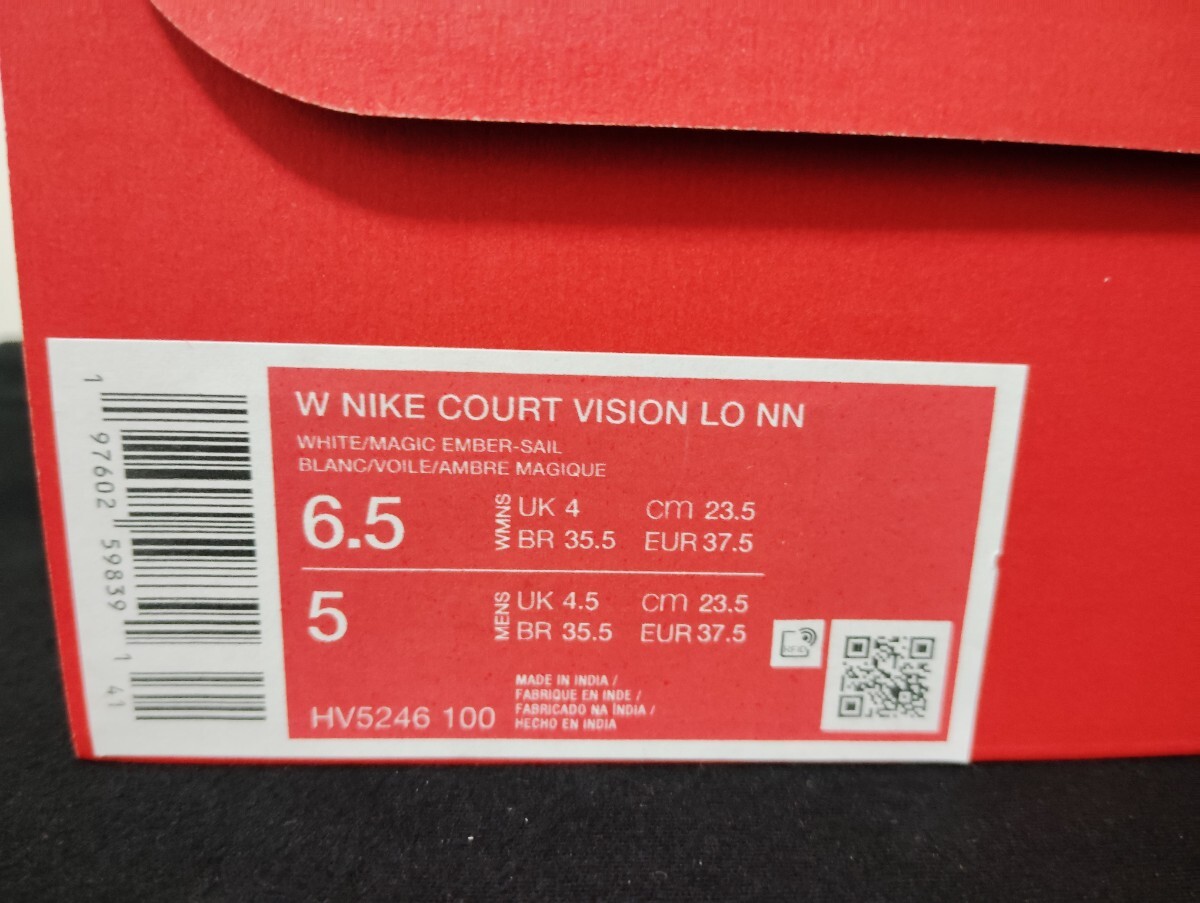 W NIKE COURT VISION LO NN
WHITE/MAGIC EMBER-SAIL
BLANC/VOILE/AMBRE MAGIQUE
6.5 WMNS UK 4 cm 23.5
BR 35.5 EUR 37.5
5 MENS UK 4.5 cm 23.5
BR 35.5 EUR 37.5
HV5246 100
MADE IN INDIA /
FABRIQUE EN INDE /
FABRICADO NA ÍNDIA /
HECHO EN INDIA
RFID
1 97602 59839 1 41